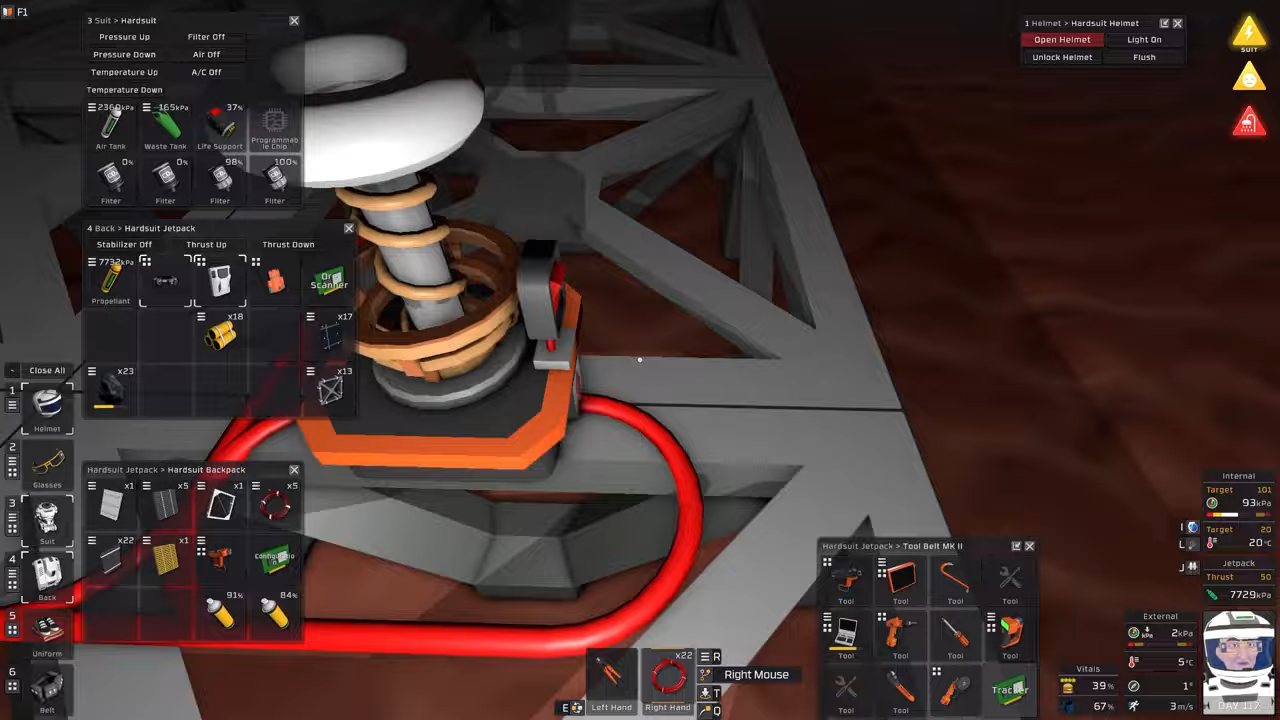 F1
3 Suit > Hardsuit
Pressure Up Filter Off
Pressure Down Air Off
Temperature Up A/C Off
Temperature Down
2360kPa -165kPa 37%
Air Tank Waste Tank Life Support Programmable Chip
0% 0% 98% 100%
Filter Filter Filter Filter
4 Back > Hardsuit Jetpack
Stabilizer Off Thrust Up Thrust Down
7732kPa
Propellant Ore Scanner
x18 x17
x23 x13
Close All
1 Helmet
2 Glasses
3 Suit
4 Back
5 Uniform
6 Belt
Hardsuit Jetpack > Hardsuit Backpack
x1 x5 x1 x5
x22 x1 Configuration
91% 84%
1 Helmet > Hardsuit Helmet
Open Helmet Light On
Unlock Helmet Flush
SUIT
Hardsuit Jetpack > Tool Belt MK II
Tool Tool Tool Tool
Tool Tool Tool Tool
Tool Tool Tool Tracker
x22 R
Right Mouse
T
E Left Hand Right Hand Q
Internal
Target 101
93kPa
Target 20
20°C
Jetpack
Thrust 50
7729kPa
External
2kPa
5°C
1°
3m/s
Vitals
39%
67%
DAY 117